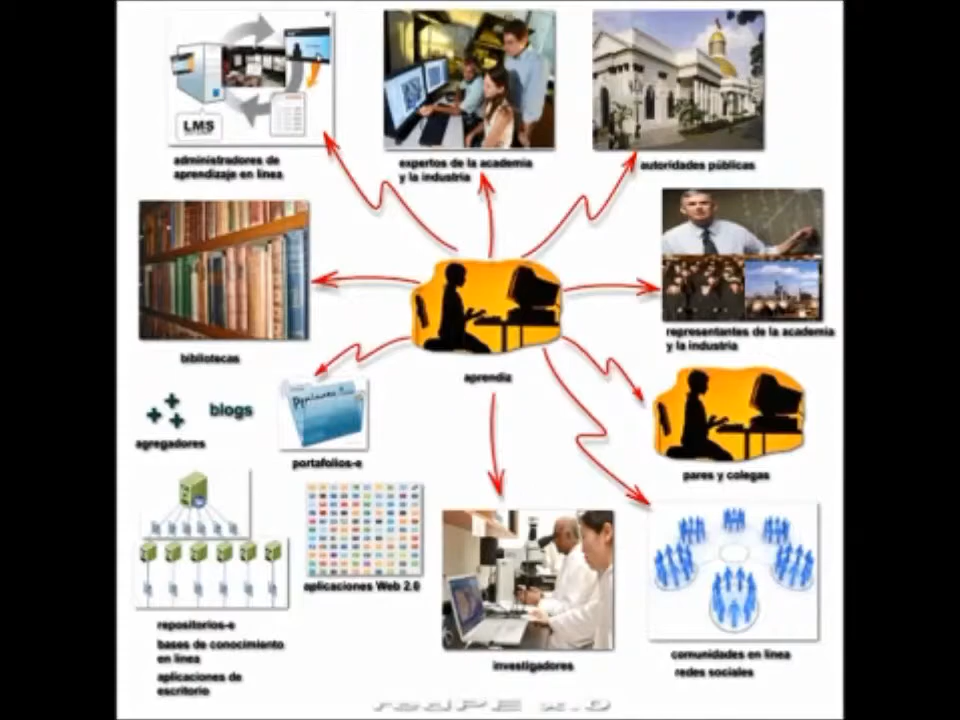 LMS
administradores de
aprendizaje en línea
expertos de la academia
y la industria
autoridades públicas
bibliotecas
representantes de la academia
y la industria
aprendiz
agregadores
blogs
portafolios-e
pares y colegas
aplicaciones Web 2.0
repositorios-e
bases de conocimiento
en línea
aplicaciones de
escritorio
investigadores
comunidades en línea
redes sociales
redPE x.0